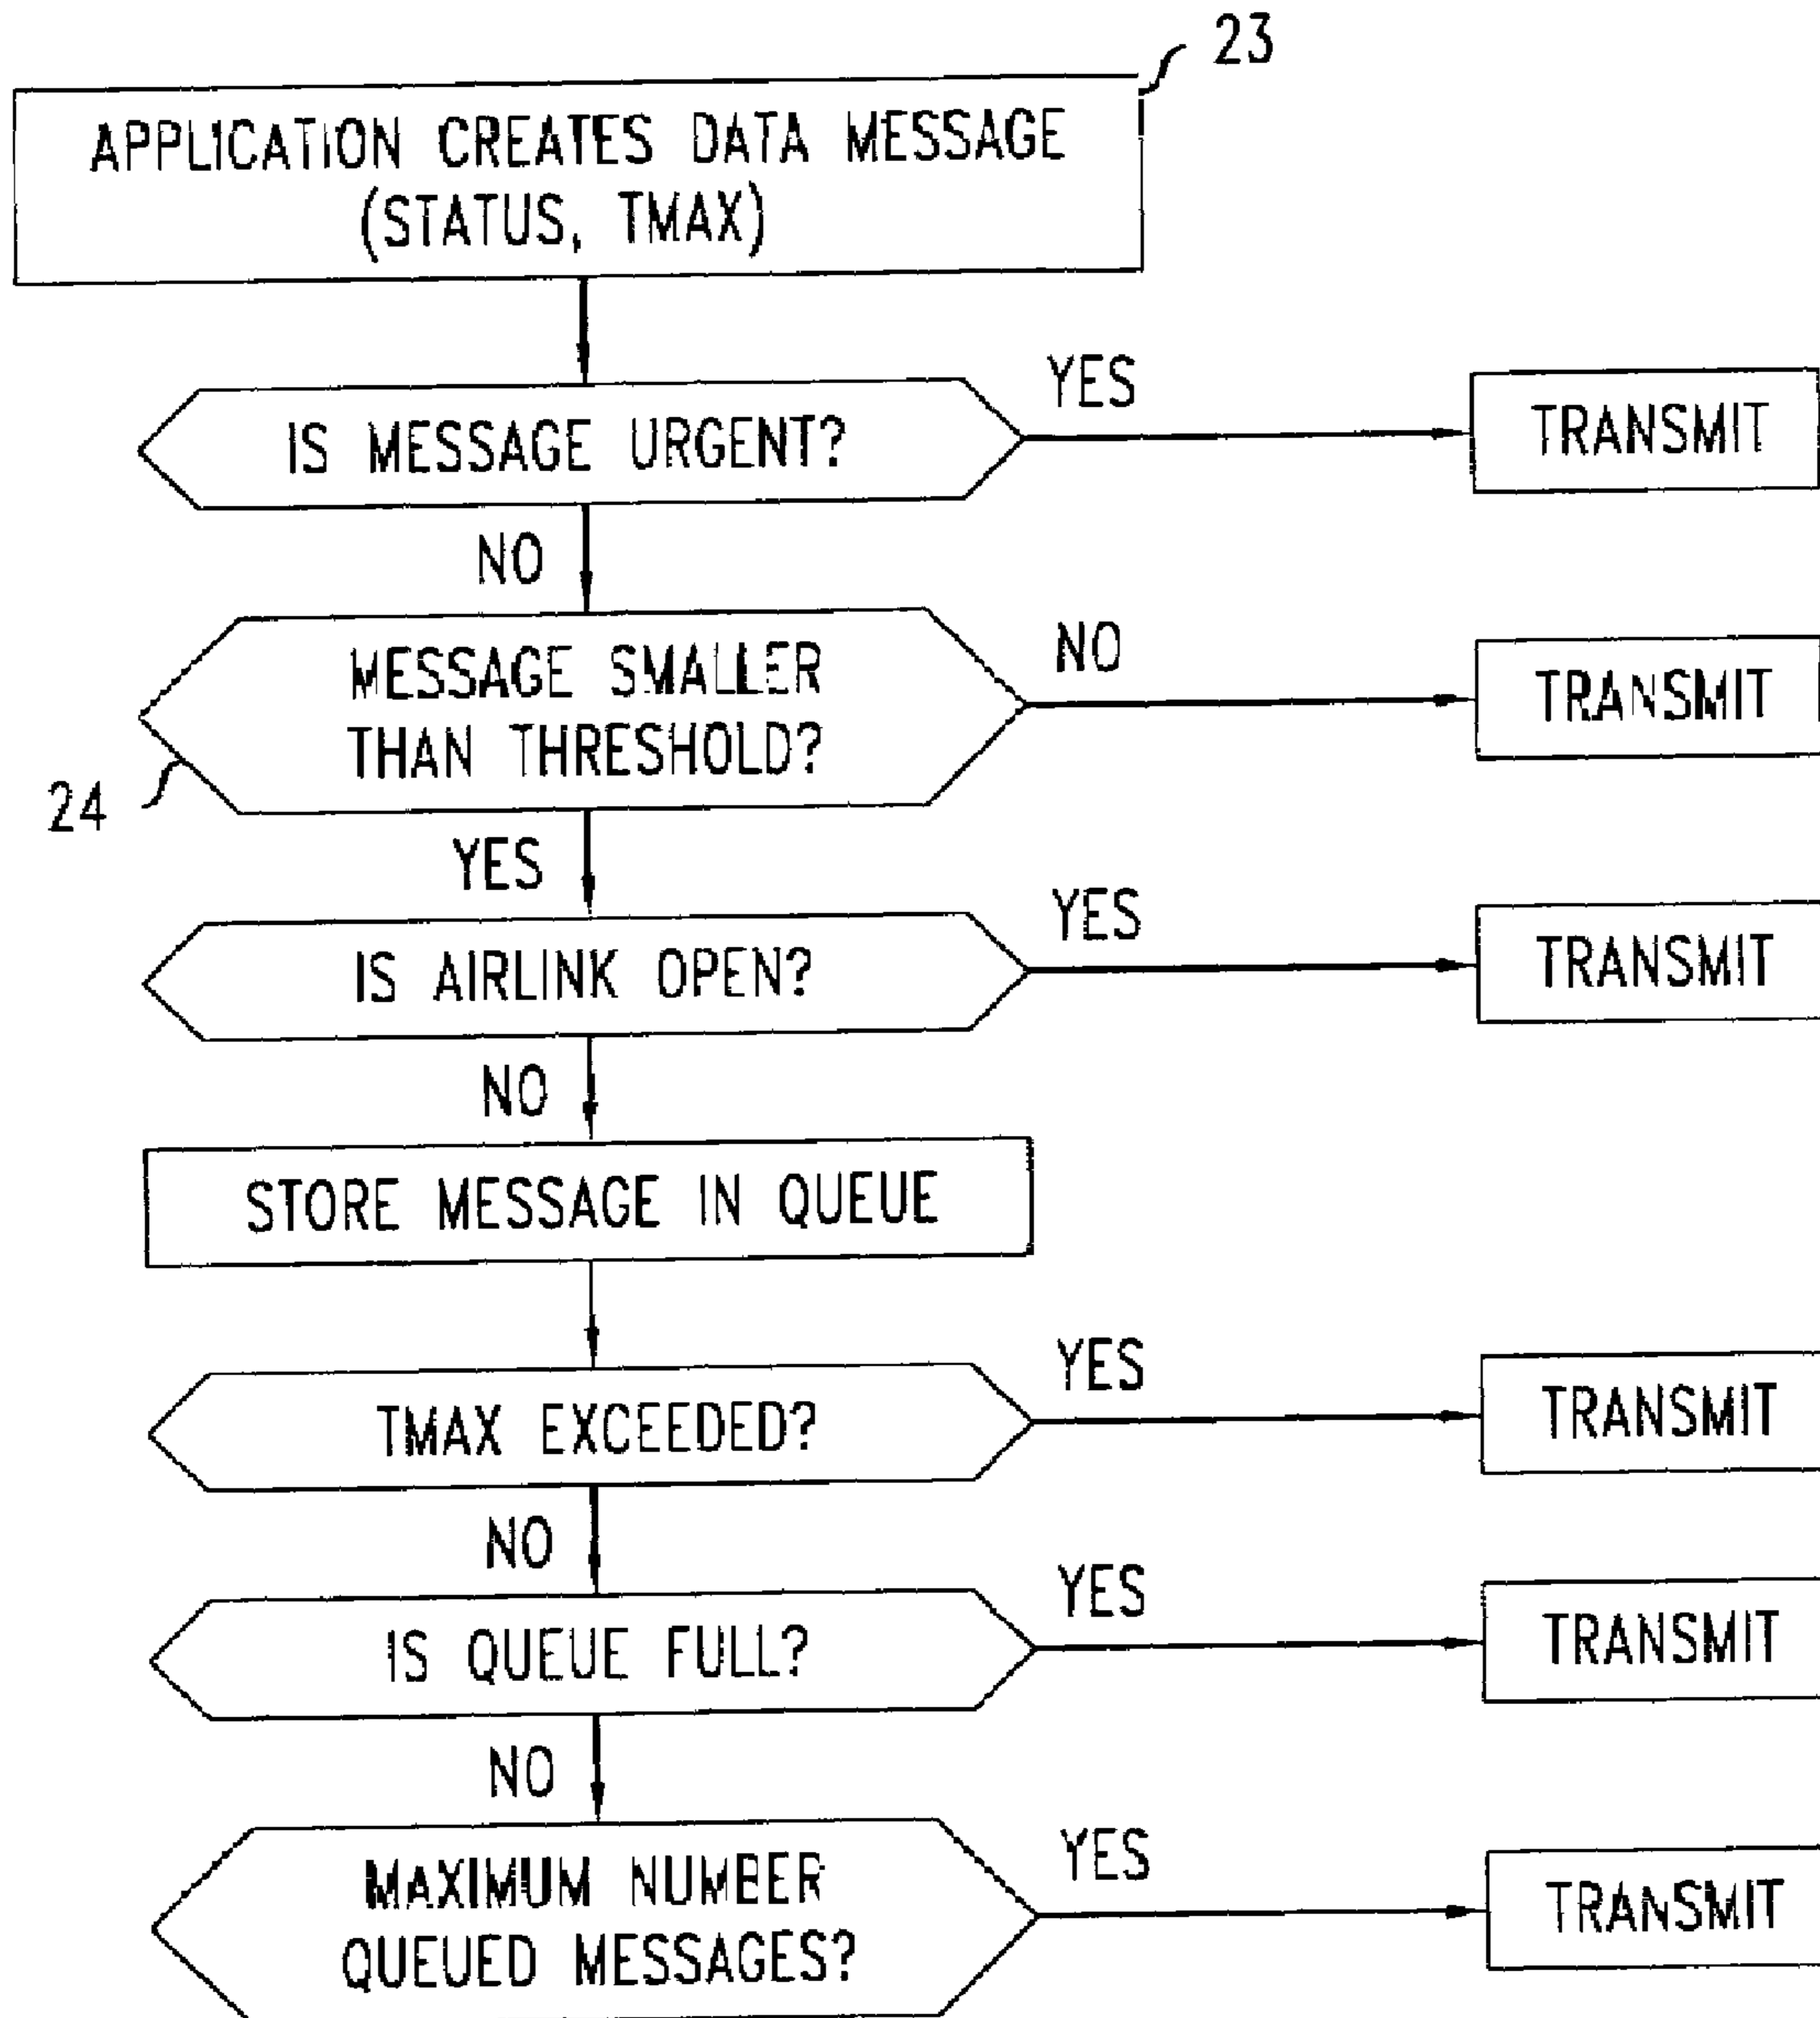 23
APPLICATION CREATES DATA MESSAGE
(STATUS, TMAX)
IS MESSAGE URGENT?
YES
TRANSMIT
NO
MESSAGE SMALLER
THAN THRESHOLD?
24
NO
TRANSMIT
YES
IS AIRLINK OPEN?
YES
TRANSMIT
NO
STORE MESSAGE IN QUEUE
TMAX EXCEEDED?
YES
TRANSMIT
NO
IS QUEUE FULL?
YES
TRANSMIT
NO
MAXIMUM NUMBER
QUEUED MESSAGES?
YES
TRANSMIT